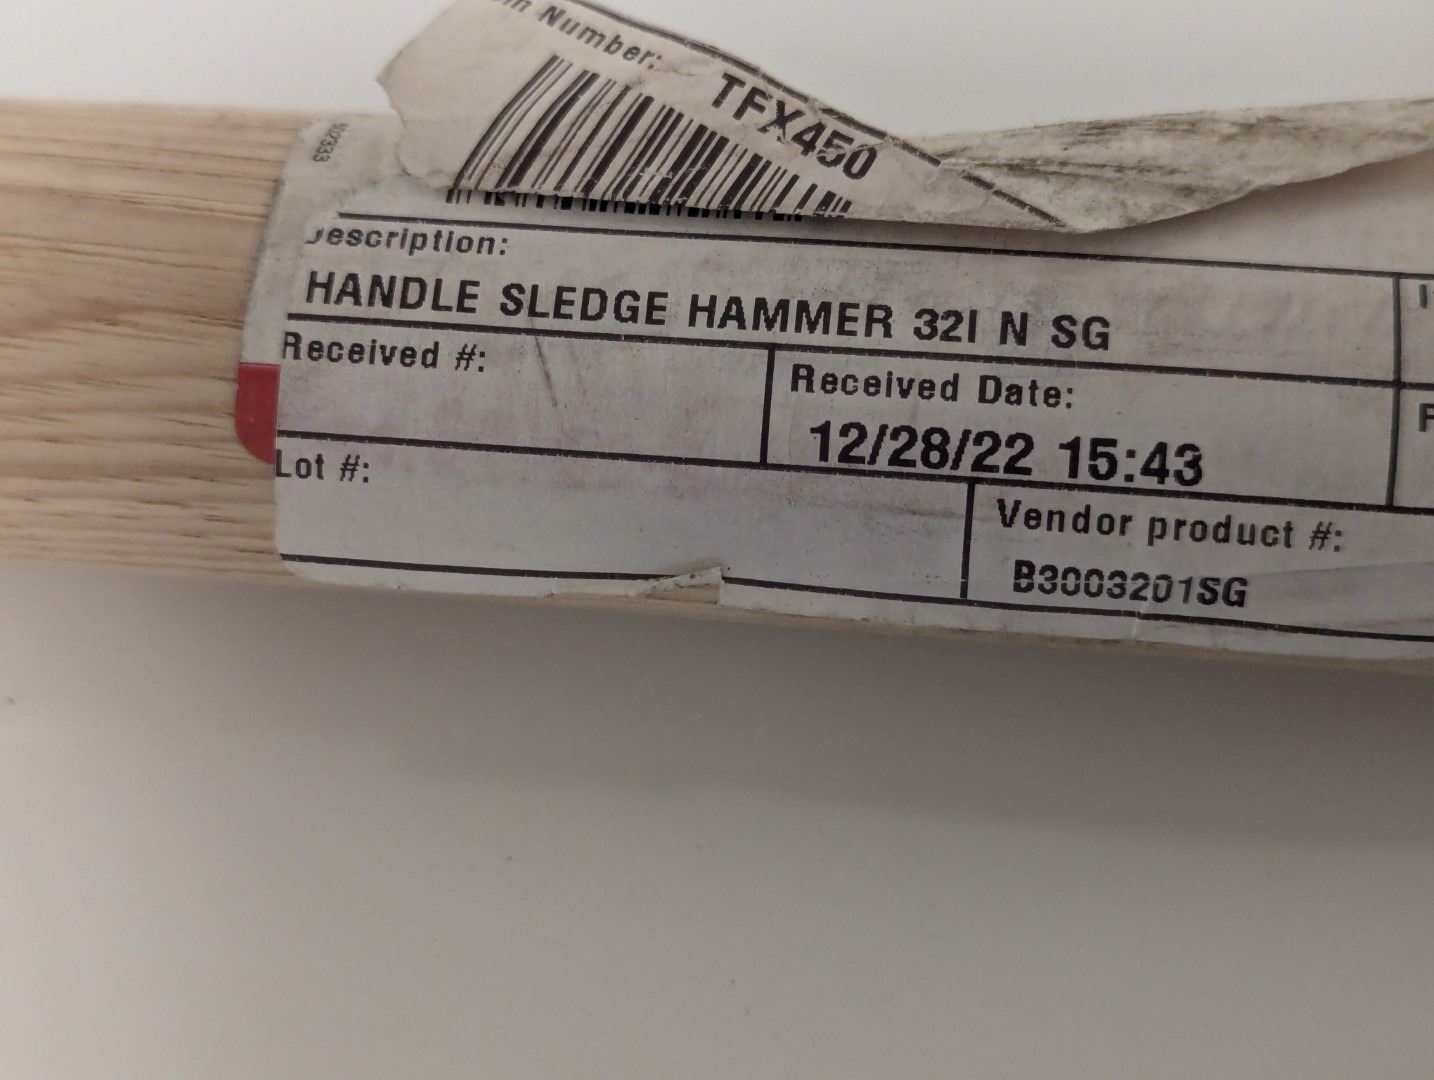 Number:
TFX450
902333
Description:
HANDLE SLEDGE HAMMER 32I N SG
Received #:
Received Date:
12/28/22 15:43
Lot #:
Vendor product #:
B3003201SG